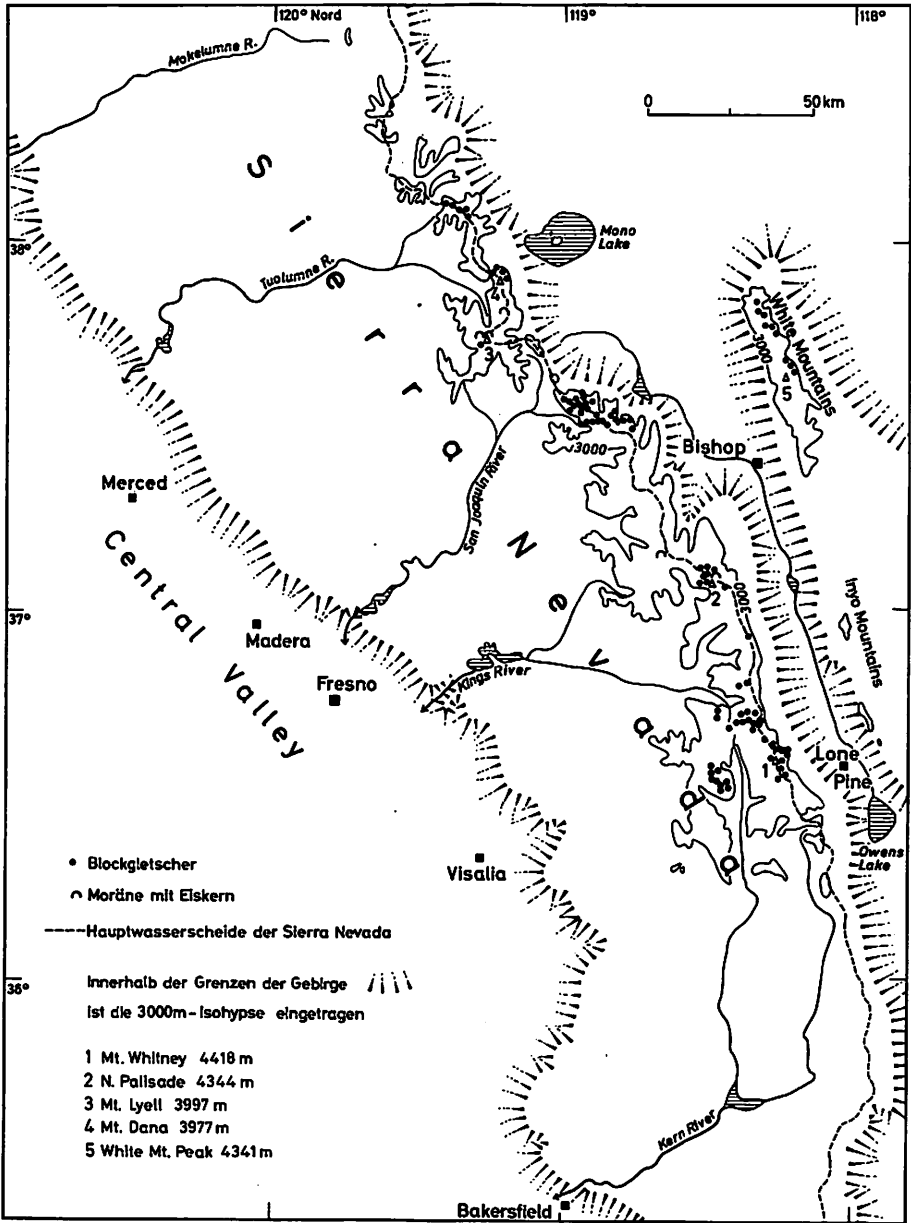 120° Nord
119°
118°
Mokelumne R.
0 50 km
Sierra Nevada
Mono
Lake
38°
Tuolumne R.
4
3
White Mountains
3000
5
3000
Bishop
San Joaquin River
Merced
Central Valley
2
3000
37°
Madera
Inyo Mountains
Fresno
Kings River
Lone
Pine
1
Owens
Lake
Visalia
• Blockgletscher
Moräne mit Eiskern
----Hauptwasserscheide der Sierra Nevada
36°
Innerhalb der Grenzen der Gebirge
ist die 3000m-Isohypse eingetragen
1 Mt. Whitney 4418 m
2 N. Palisade 4344 m
3 Mt. Lyell 3997 m
4 Mt. Dana 3977 m
5 White Mt. Peak 4341 m
Kern River
Bakersfield